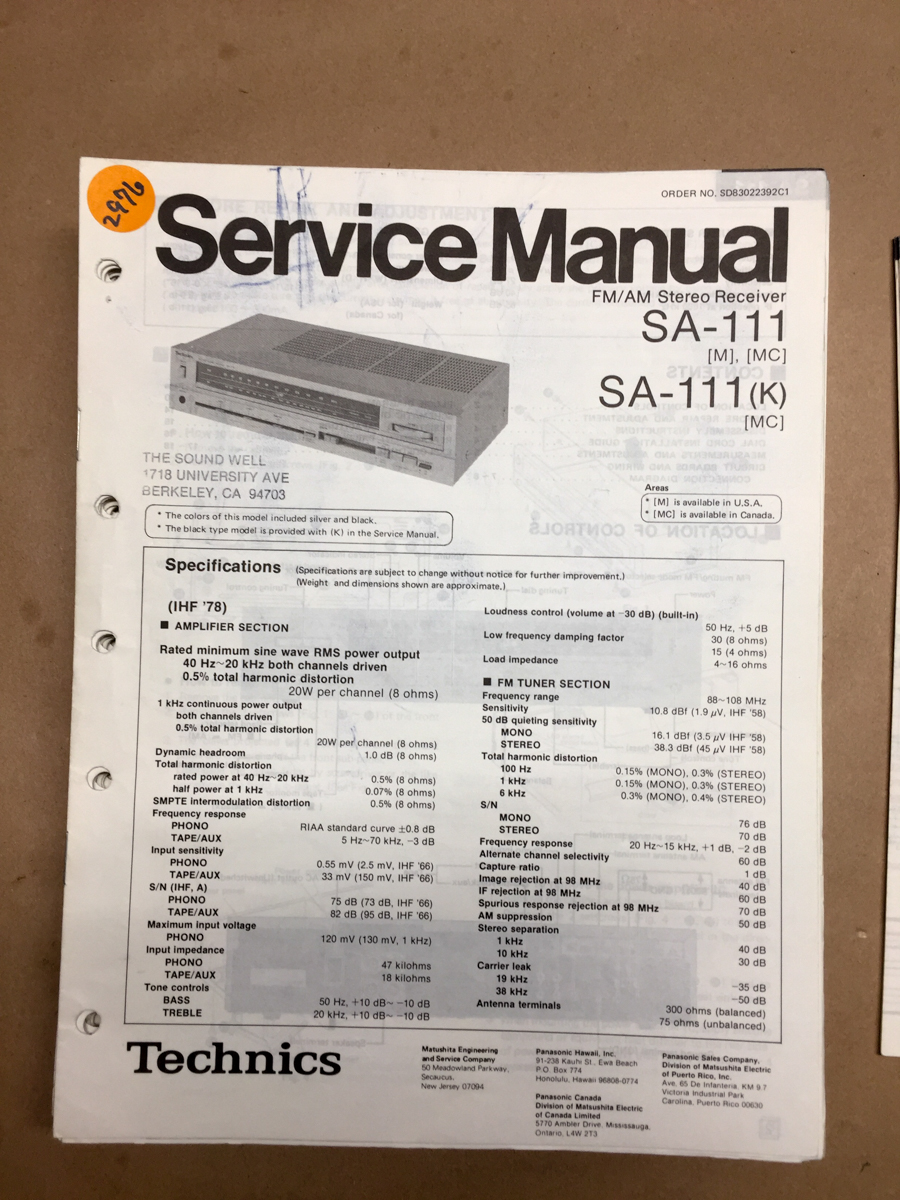 2976
ORDER NO. SD83022392C1
Service Manual
FM/AM Stereo Receiver
SA-111
[M], [MC]
SA-111(K)
[MC]
Technics
THE SOUND WELL
1718 UNIVERSITY AVE
BERKELEY, CA 94703
Areas
* [M] is available in U.S.A.
* [MC] is available in Canada.
* The colors of this model included silver and black.
* The black type model is provided with (K) in the Service Manual.
Specifications (Specifications are subject to change without notice for further improvement.)
(Weight and dimensions shown are approximate.)
(IHF '78)
■ AMPLIFIER SECTION
Rated minimum sine wave RMS power output
40 Hz~20 kHz both channels driven
0.5% total harmonic distortion
20W per channel (8 ohms)
1 kHz continuous power output
both channels driven
0.5% total harmonic distortion
20W per channel (8 ohms)
Dynamic headroom 1.0 dB (8 ohms)
Total harmonic distortion
rated power at 40 Hz~20 kHz 0.5% (8 ohms)
half power at 1 kHz 0.07% (8 ohms)
SMPTE intermodulation distortion 0.5% (8 ohms)
Frequency response
PHONO RIAA standard curve ±0.8 dB
TAPE/AUX 5 Hz~70 kHz, −3 dB
Input sensitivity
PHONO 0.55 mV (2.5 mV, IHF '66)
TAPE/AUX 33 mV (150 mV, IHF '66)
S/N (IHF, A)
PHONO 75 dB (73 dB, IHF '66)
TAPE/AUX 82 dB (95 dB, IHF '66)
Maximum input voltage
PHONO 120 mV (130 mV, 1 kHz)
Input impedance
PHONO 47 kilohms
TAPE/AUX 18 kilohms
Tone controls
BASS 50 Hz, +10 dB~ −10 dB
TREBLE 20 kHz, +10 dB~ −10 dB
Loudness control (volume at −30 dB) (built-in)
50 Hz, +5 dB
Low frequency damping factor 30 (8 ohms)
15 (4 ohms)
Load impedance 4~16 ohms
■ FM TUNER SECTION
Frequency range 88~108 MHz
Sensitivity 10.8 dBf (1.9 µV, IHF '58)
50 dB quieting sensitivity
MONO 16.1 dBf (3.5 µV IHF '58)
STEREO 38.3 dBf (45 µV IHF '58)
Total harmonic distortion
100 Hz 0.15% (MONO), 0.3% (STEREO)
1 kHz 0.15% (MONO), 0.3% (STEREO)
6 kHz 0.3% (MONO), 0.4% (STEREO)
S/N
MONO 76 dB
STEREO 70 dB
Frequency response 20 Hz~15 kHz, +1 dB, −2 dB
Alternate channel selectivity 60 dB
Capture ratio 1 dB
Image rejection at 98 MHz 40 dB
IF rejection at 98 MHz 60 dB
Spurious response rejection at 98 MHz 70 dB
AM suppression 50 dB
Stereo separation
1 kHz 40 dB
10 kHz 30 dB
Carrier leak
19 kHz −35 dB
38 kHz −50 dB
Antenna terminals 300 ohms (balanced)
75 ohms (unbalanced)
Technics
Matsushita Engineering
and Service Company
50 Meadowland Parkway,
Secaucus,
New Jersey 07094
Panasonic Hawaii, Inc.
91-238 Kauhi St., Ewa Beach
P.O. Box 774
Honolulu, Hawaii 96808-0774
Panasonic Canada
Division of Matsushita Electric
of Canada Limited
5770 Ambler Drive, Mississauga,
Ontario, L4W 2T3
Panasonic Sales Company,
Division of Matsushita Electric
of Puerto Rico, Inc.
Ave. 65 De Infanteria, KM 9.7
Victoria Industrial Park
Carolina, Puerto Rico 00630